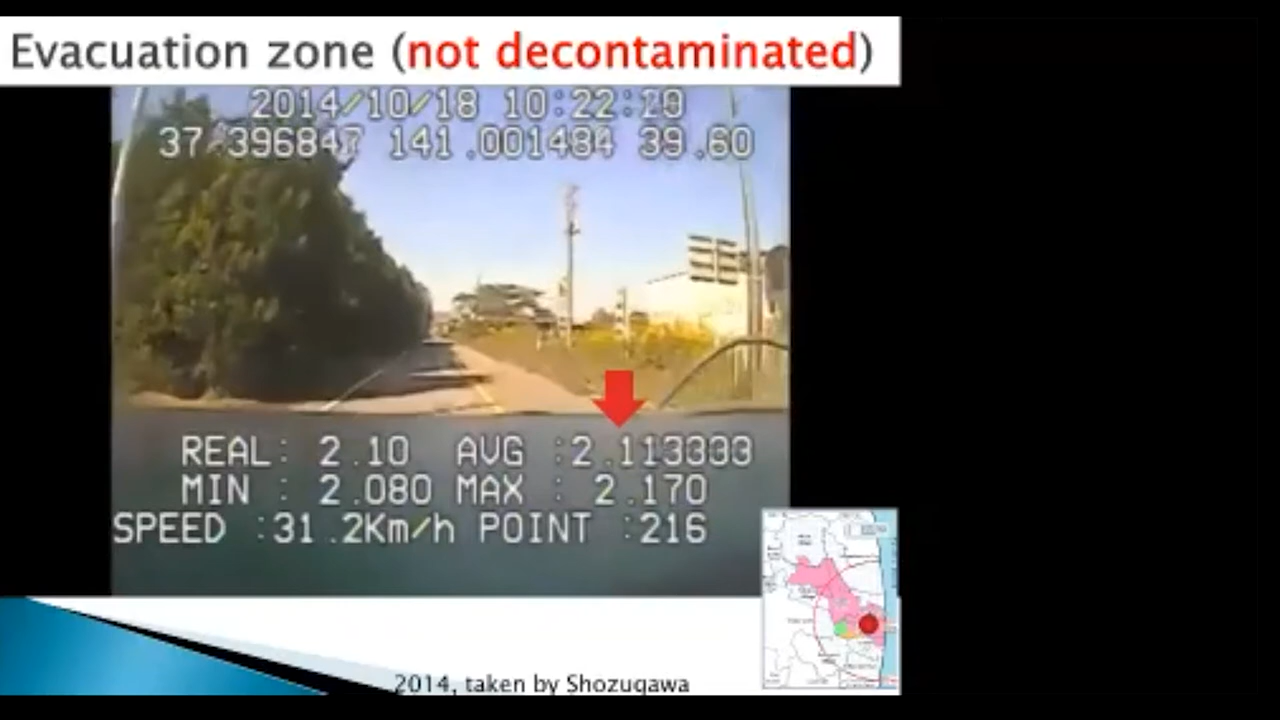 Evacuation zone (not decontaminated)
2014/10/18 10:22:20
37.396847 141.001484 39.60
REAL: 2.10 AVG :2.113333
MIN : 2.080 MAX : 2.170
SPEED :31.2Km/h POINT :216
2014, taken by Shozugawa